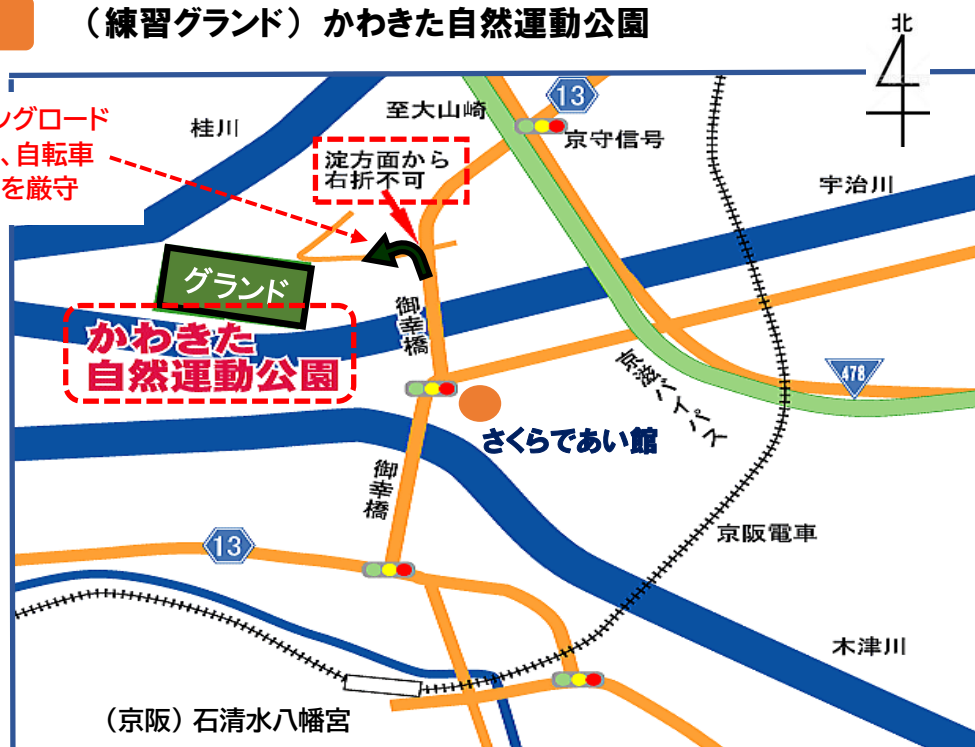 （練習グランド）かわきた自然運動公園
北
ングロード
、自転車
を厳守
桂川
至大山崎
13
京守信号
淀方面から
右折不可
宇治川
グランド
御幸橋
かわきた
自然運動公園
478
京滋バイパス
さくらであい館
御幸橋
13
京阪電車
木津川
（京阪）石清水八幡宮